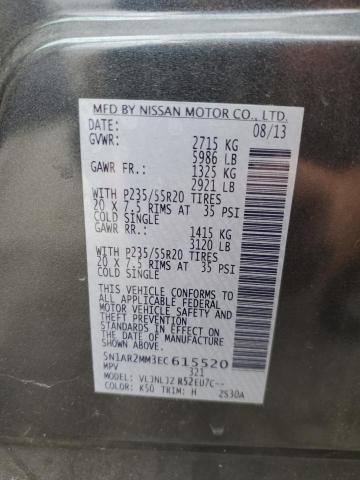 MFD BY NISSAN MOTOR CO., LTD.
DATE: 08/13
GVWR: 2715 KG
5986 LB
GAWR FR.: 1325 KG
2921 LB
WITH P235/55R20 TIRES
20 X 7.5 RIMS AT 35 PSI
COLD SINGLE
GAWR RR.: 1415 KG
3120 LB
WITH P235/55R20 TIRES
20 X 7.5 RIMS AT 35 PSI
COLD SINGLE
THIS VEHICLE CONFORMS TO
ALL APPLICABLE U.S. FEDERAL
MOTOR VEHICLE SAFETY
STANDARDS IN EFFECT ON THE
DATE OF MANUFACTURE SHOWN
ABOVE.
5N1AR2MM3EC615520
MPV 321
MODEL: VLJNLJZ R52EU7C--
COLOR: K50 TRIM: H 2S30A